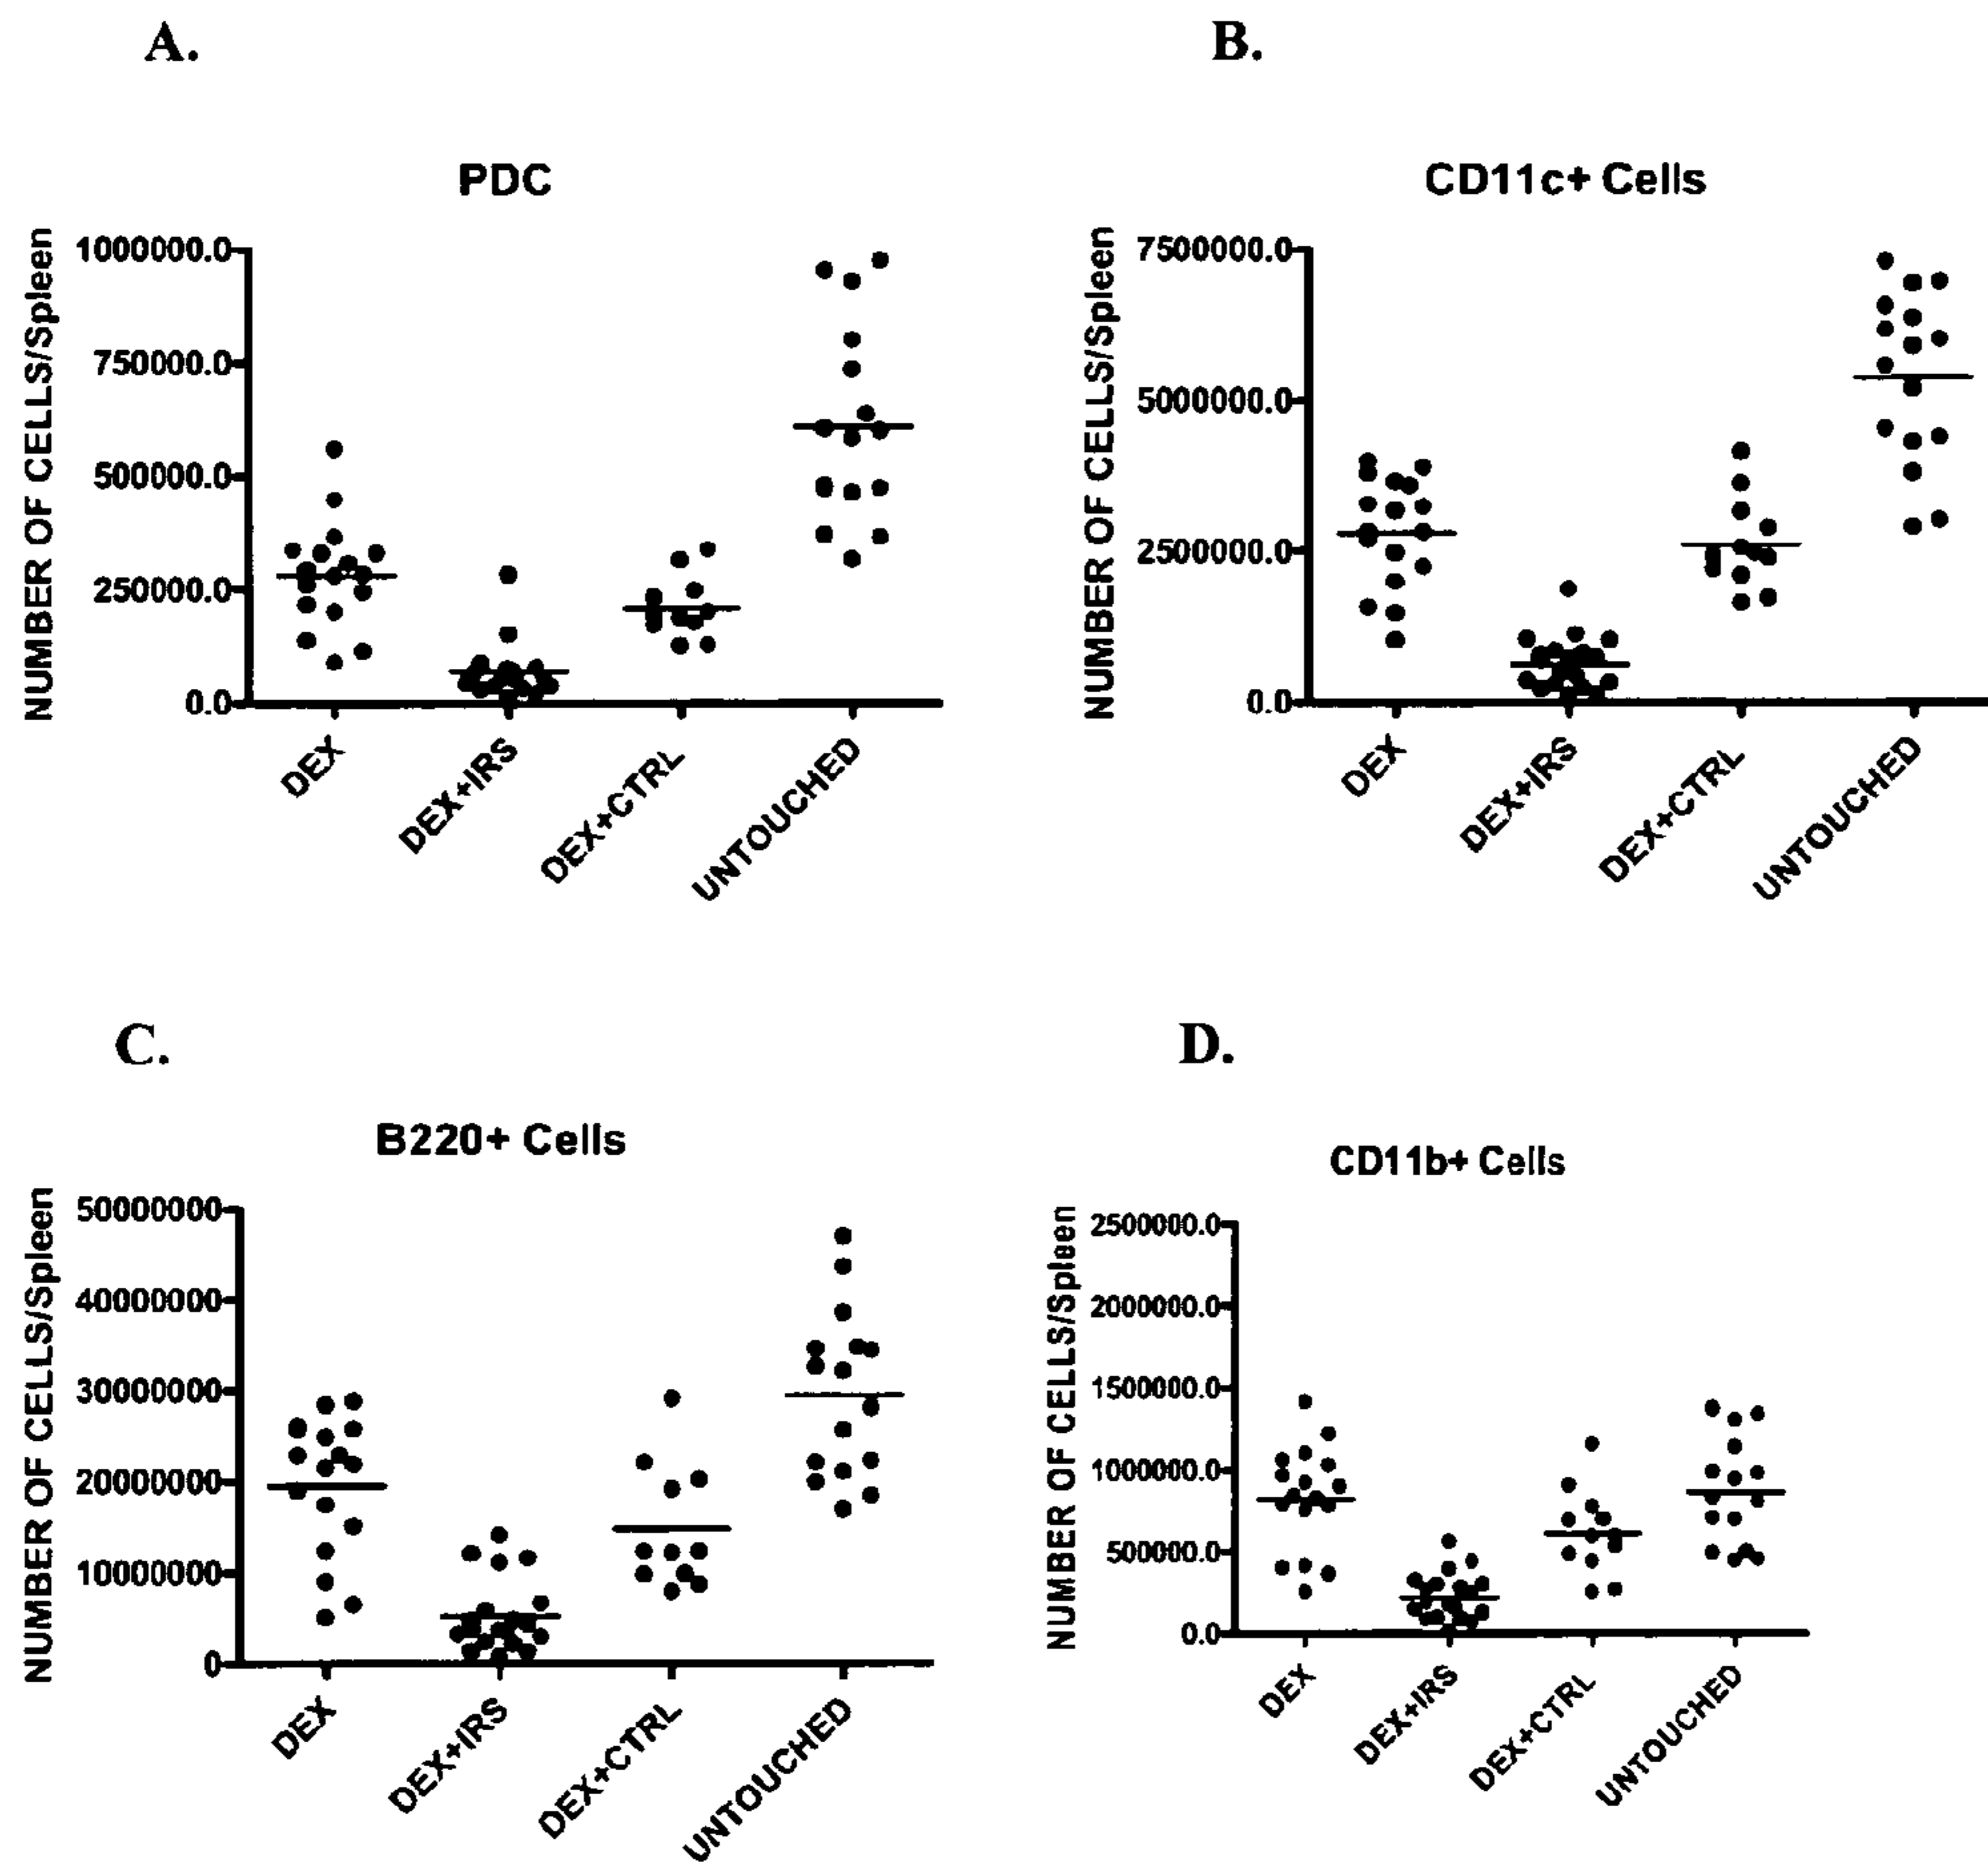 A.
PDC
NUMBER OF CELLS/Spleen
1000000.0
750000.0
500000.0
250000.0
0.0
DEX
DEX+IRS
DEX+CTRL
UNTOUCHED
B.
CD11c+ Cells
NUMBER OF CELLS/Spleen
7500000.0
5000000.0
2500000.0
0.0
DEX
DEX+IRS
DEX+CTRL
UNTOUCHED
C.
B220+ Cells
NUMBER OF CELLS/Spleen
50000000
40000000
30000000
20000000
10000000
0
DEX
DEX+IRS
DEX+CTRL
UNTOUCHED
D.
CD11b+ Cells
NUMBER OF CELLS/Spleen
2500000.0
2000000.0
1500000.0
1000000.0
500000.0
0.0
DEX
DEX+IRS
DEX+CTRL
UNTOUCHED